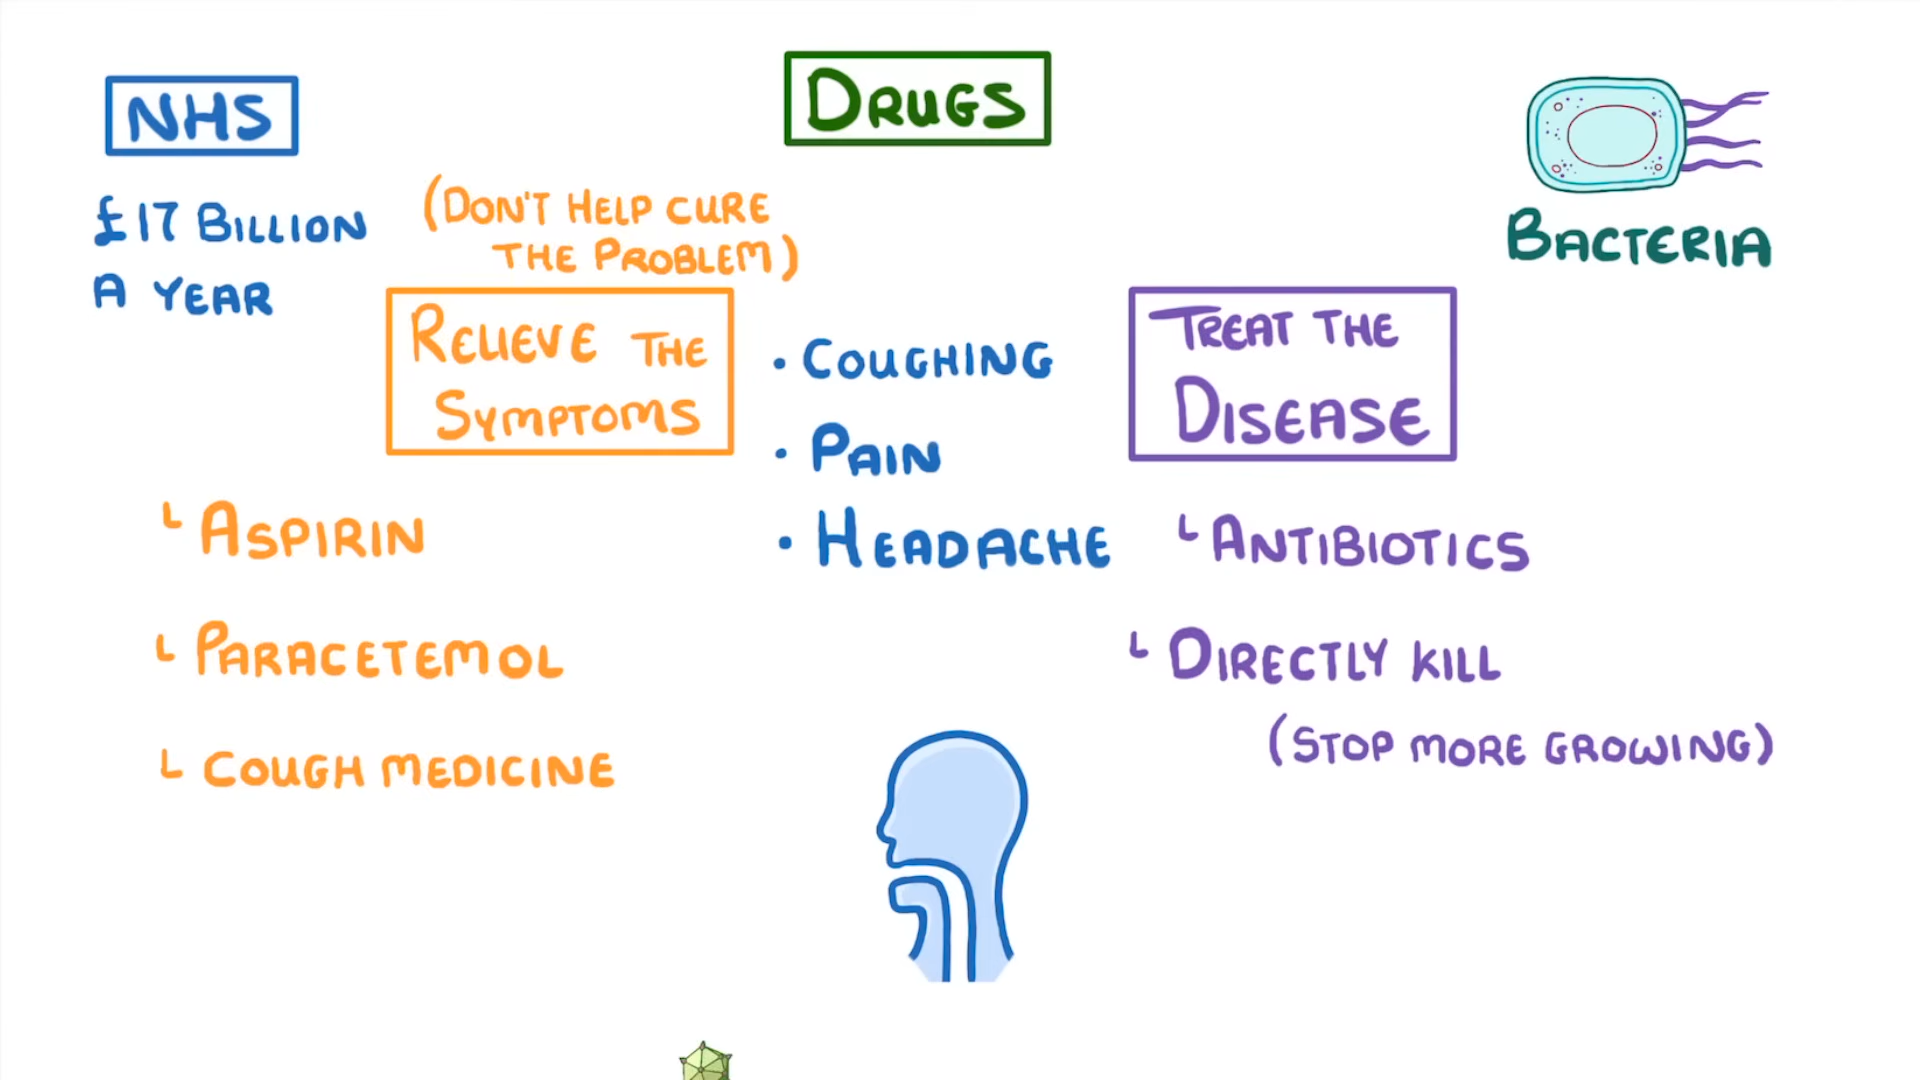 NHS
£17 BILLION
A YEAR
DRUGS
(DON'T HELP CURE
THE PROBLEM)
RELIEVE THE
SYMPTOMS
└ ASPIRIN
└ PARACETEMOL
└ COUGH MEDICINE
• COUGHING
• PAIN
• HEADACHE
BACTERIA
TREAT THE
DISEASE
└ ANTIBIOTICS
└ DIRECTLY KILL
(STOP MORE GROWING)